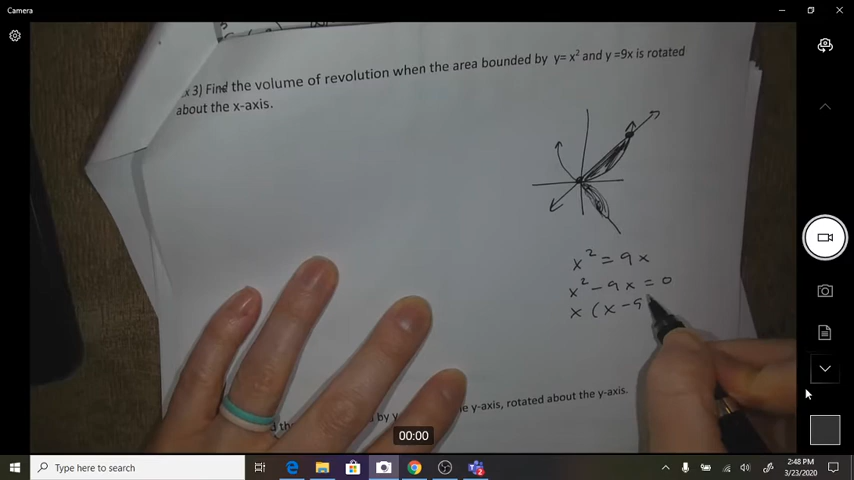 Camera
x 3) Find the volume of revolution when the area bounded by y= x² and y =9x is rotated
about the x-axis.
x² = 9x
x² - 9x = 0
x (x - 9
by y
e y-axis, rotated about the y-axis.
00:00
Type here to search
2:48 PM
3/23/2020